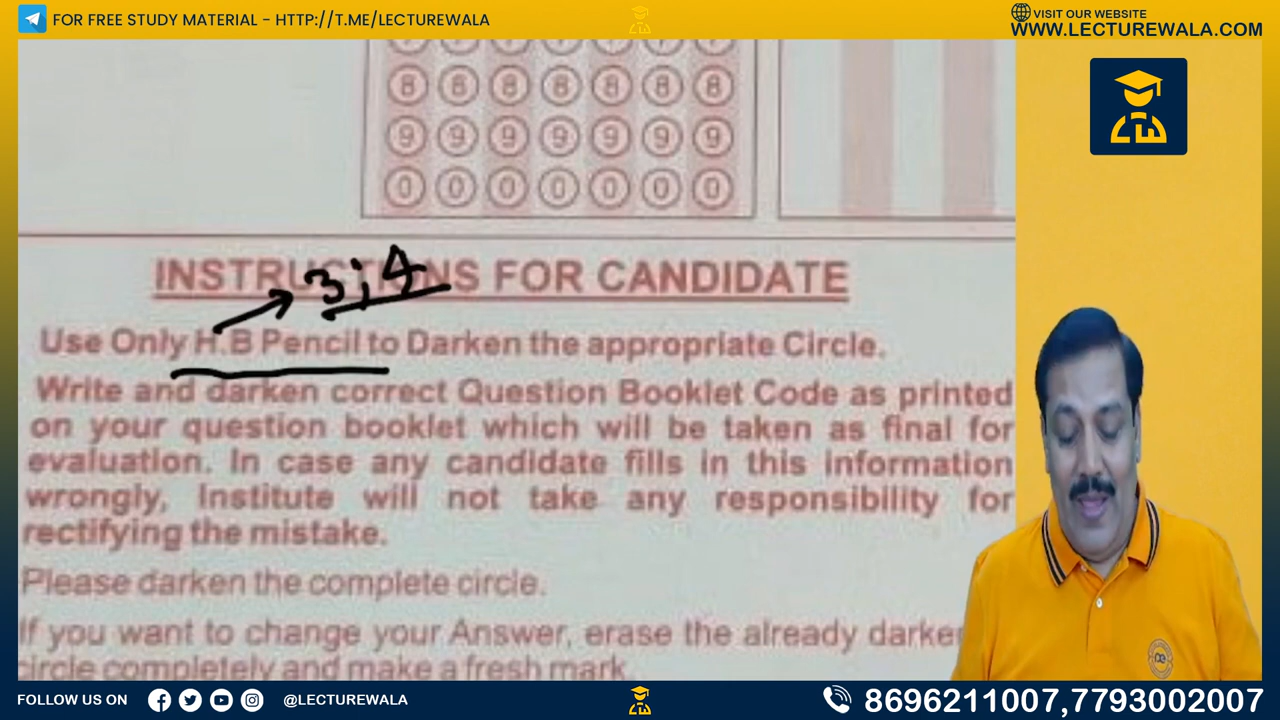 FOR FREE STUDY MATERIAL - HTTP://T.ME/LECTUREWALA
VISIT OUR WEBSITE
WWW.LECTUREWALA.COM
8 8 8 8 8 8 8
9 9 9 9 9 9 9
0 0 0 0 0 0 0
3; 4
INSTRUCTIONS FOR CANDIDATE
Use Only H.B Pencil to Darken the appropriate Circle.
Write and darken correct Question Booklet Code as printed
on your question booklet which will be taken as final for
evaluation. In case any candidate fills in this information
wrongly, Institute will not take any responsibility for
rectifying the mistake.
Please darken the complete circle.
If you want to change your Answer, erase the already
circle completely and make a fresh mark.
FOLLOW US ON @LECTUREWALA 8696211007,7793002007